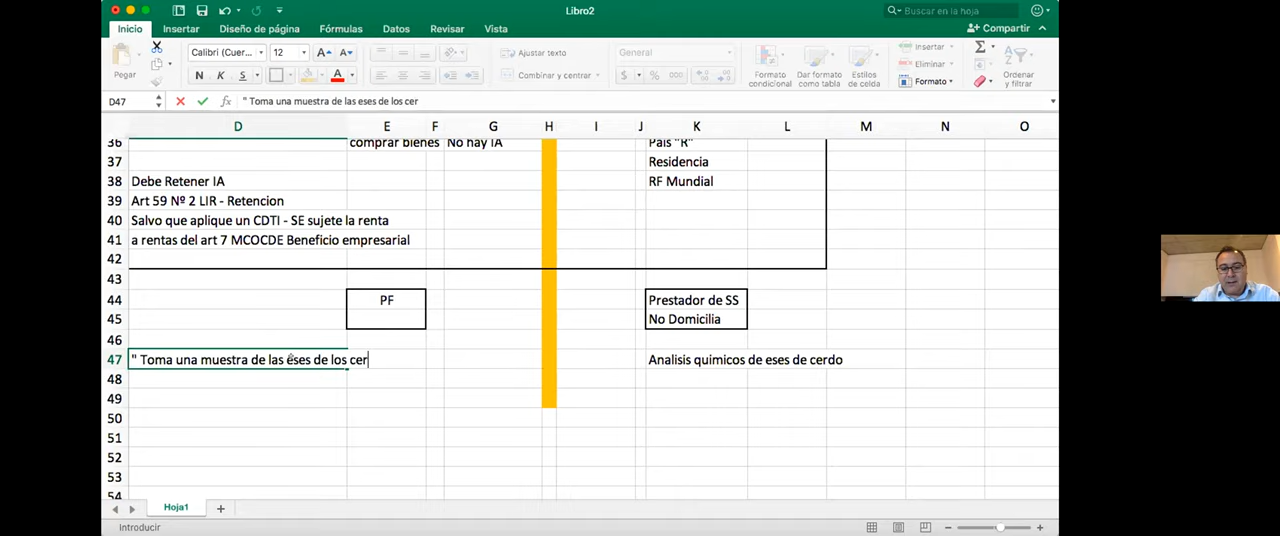 Libro2
Buscar en la hoja
Inicio
Insertar
Diseño de página
Fórmulas
Datos
Revisar
Vista
Compartir
Pegar
Calibri (Cuer...
12
A
A
N
K
S
A
Ajustar texto
Combinar y centrar
General
$
%
000
Formato condicional
Dar formato como tabla
Estilos de celda
Insertar
Eliminar
Formato
Ordenar y filtrar
D47
fx
" Toma una muestra de las eses de los cer
D E F G H I J K L M N O
36 comprar bienes No hay IA País "R"
37 Residencia
38 Debe Retener IA RF Mundial
39 Art 59 Nº 2 LIR - Retencion
40 Salvo que aplique un CDTI - SE sujete la renta
41 a rentas del art 7 MCOCDE Beneficio empresarial
42
43
44 PF Prestador de SS
45 No Domicilia
46
47 " Toma una muestra de las eses de los cer Analisis quimicos de eses de cerdo
48
49
50
51
52
53
54
Hoja1
Introducir